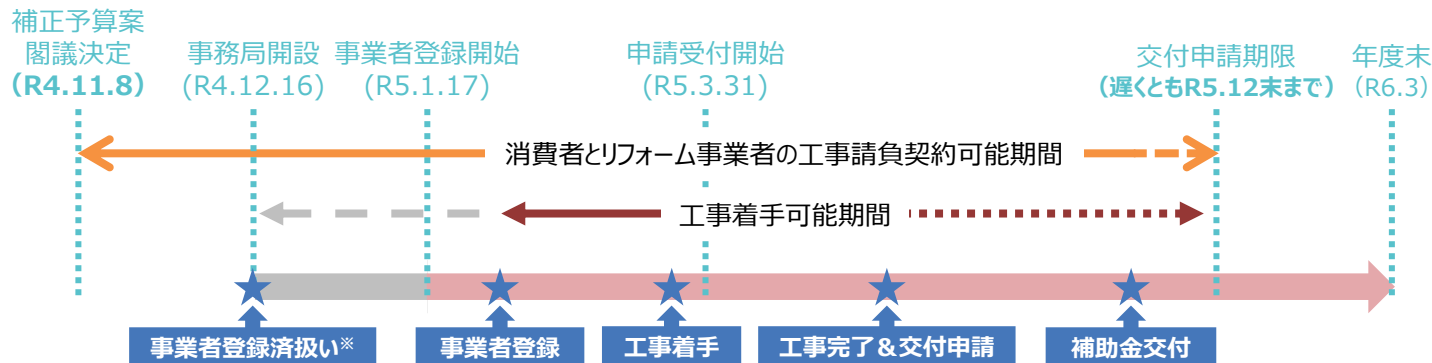 補正予算案
閣議決定
(R4.11.8)
事務局開設
(R4.12.16)
事業者登録開始
(R5.1.17)
申請受付開始
(R5.3.31)
交付申請期限
(遅くともR5.12末まで)
年度末
(R6.3)
消費者とリフォーム事業者の工事請負契約可能期間
工事着手可能期間
事業者登録済扱い※
事業者登録
工事着手
工事完了&交付申請
補助金交付